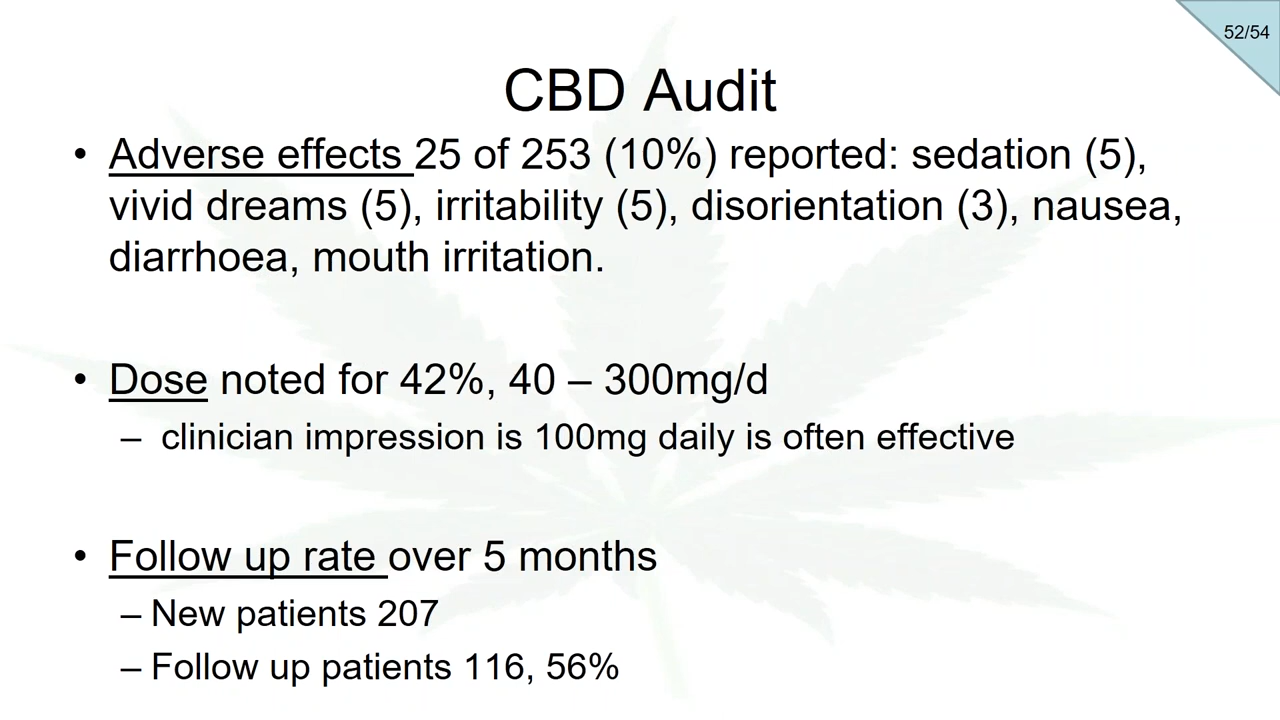 52/54
CBD Audit
• Adverse effects 25 of 253 (10%) reported: sedation (5),
vivid dreams (5), irritability (5), disorientation (3), nausea,
diarrhoea, mouth irritation.
• Dose noted for 42%, 40 – 300mg/d
– clinician impression is 100mg daily is often effective
• Follow up rate over 5 months
– New patients 207
– Follow up patients 116, 56%